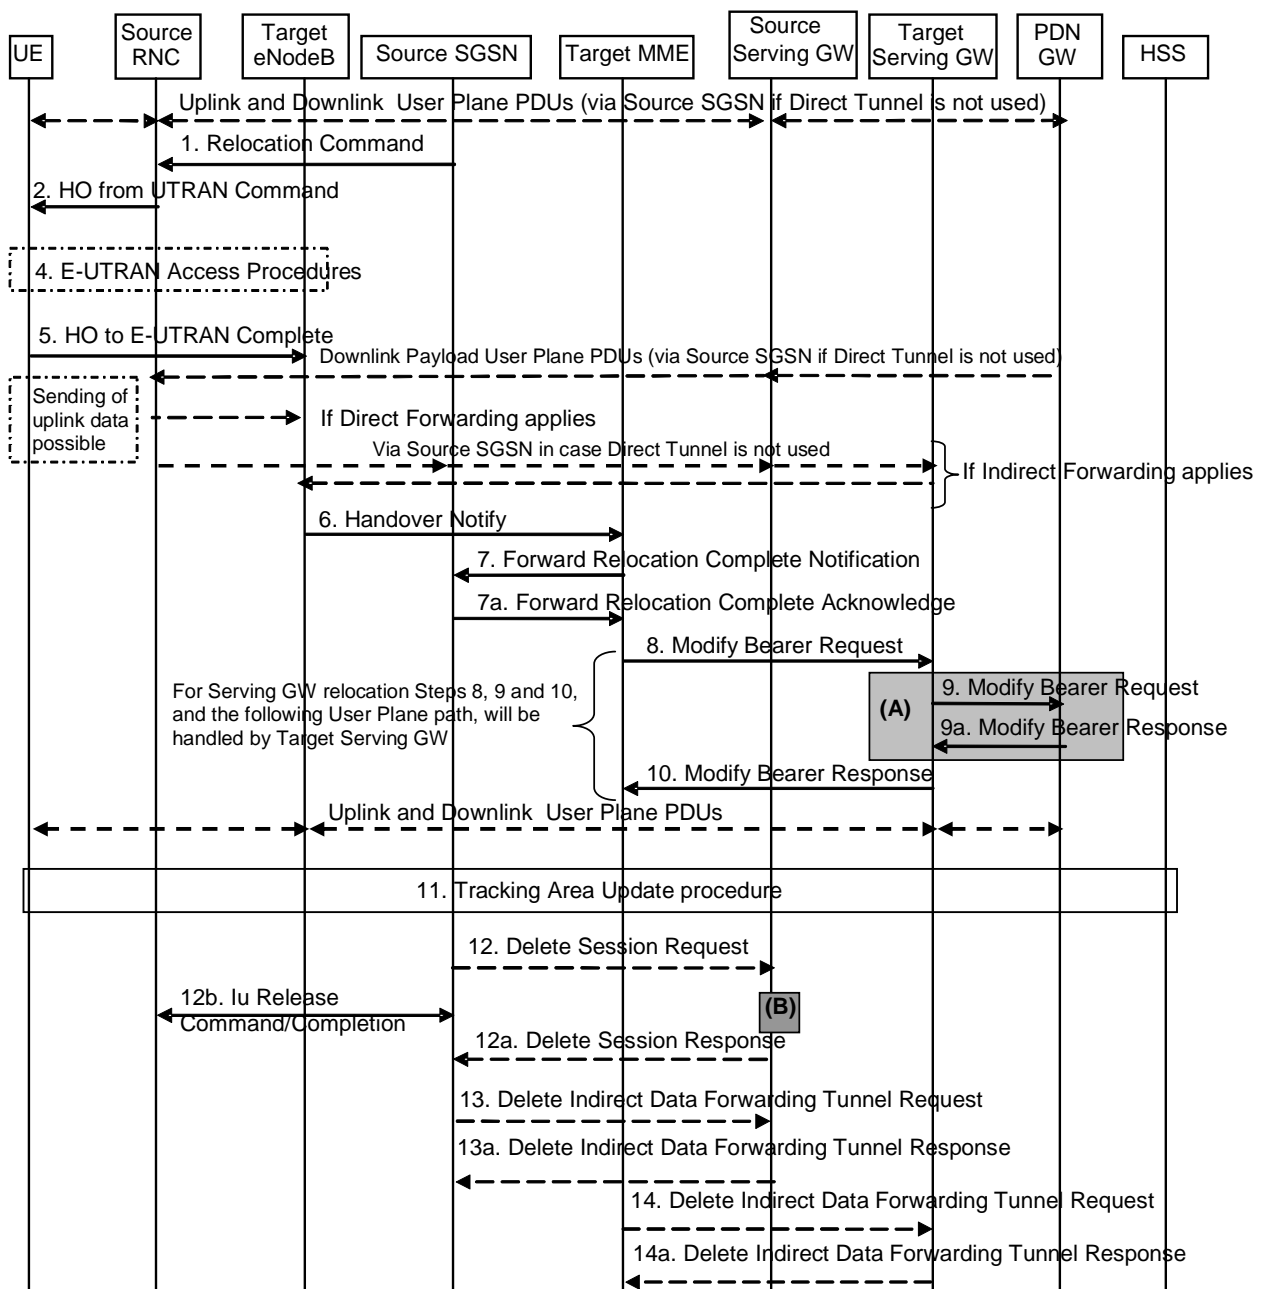 UE
Source
RNC
Target
eNodeB
Source SGSN
Target MME
Source
Serving GW
Target
Serving GW
PDN
GW
HSS
Uplink and Downlink User Plane PDUs (via Source SGSN if Direct Tunnel is not used)
1. Relocation Command
2. HO from UTRAN Command
4. E-UTRAN Access Procedures
5. HO to E-UTRAN Complete
Downlink Payload User Plane PDUs (via Source SGSN if Direct Tunnel is not used)
Sending of
uplink data
possible
If Direct Forwarding applies
Via Source SGSN in case Direct Tunnel is not used
If Indirect Forwarding applies
6. Handover Notify
7. Forward Relocation Complete Notification
7a. Forward Relocation Complete Acknowledge
8. Modify Bearer Request
For Serving GW relocation Steps 8, 9 and 10,
and the following User Plane path, will be
handled by Target Serving GW
(A)
9. Modify Bearer Request
9a. Modify Bearer Response
10. Modify Bearer Response
Uplink and Downlink User Plane PDUs
11. Tracking Area Update procedure
12. Delete Session Request
12b. Iu Release
Command/Completion
(B)
12a. Delete Session Response
13. Delete Indirect Data Forwarding Tunnel Request
13a. Delete Indirect Data Forwarding Tunnel Response
14. Delete Indirect Data Forwarding Tunnel Request
14a. Delete Indirect Data Forwarding Tunnel Response